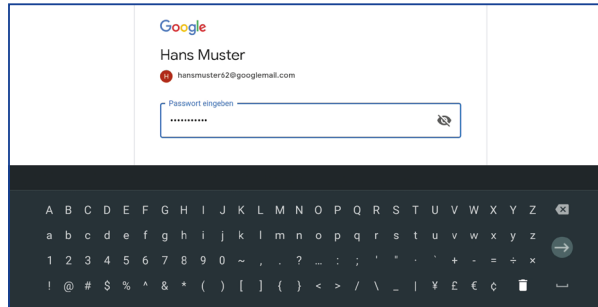 Google
Hans Muster
H hansmuster62@googlemail.com
Passwort eingeben
•••••••••••
A B C D E F G H I J K L M N O P Q R S T U V W X Y Z
a b c d e f g h i j k l m n o p q r s t u v w x y z
1 2 3 4 5 6 7 8 9 0 ~ , . ? … : ; ' " · ` + - = ÷ ×
! @ # $ % ^ & * ( ) [ ] { } < > / \ _ | ¥ £ € ¢